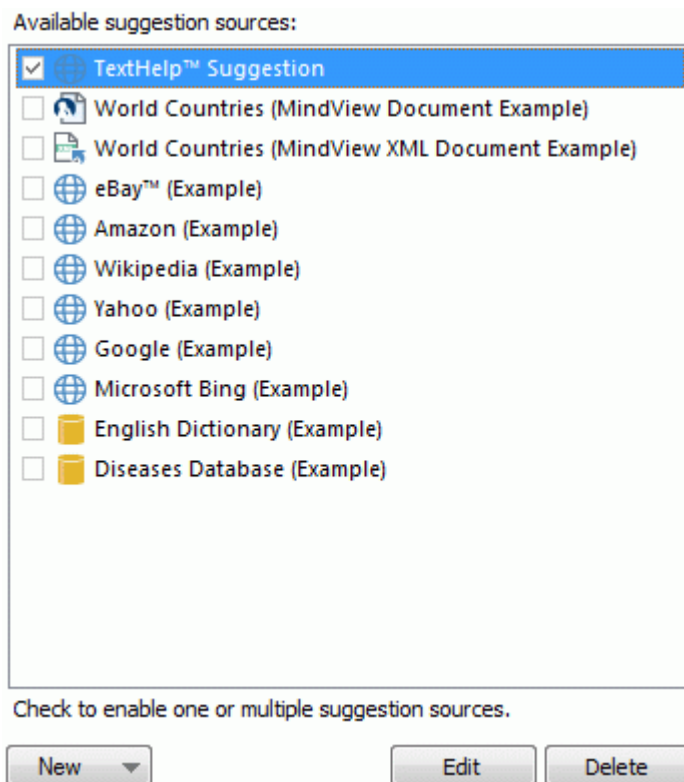 Available suggestion sources:
TextHelp™ Suggestion
World Countries (MindView Document Example)
World Countries (MindView XML Document Example)
eBay™ (Example)
Amazon (Example)
Wikipedia (Example)
Yahoo (Example)
Google (Example)
Microsoft Bing (Example)
English Dictionary (Example)
Diseases Database (Example)
Check to enable one or multiple suggestion sources.
New Edit Delete